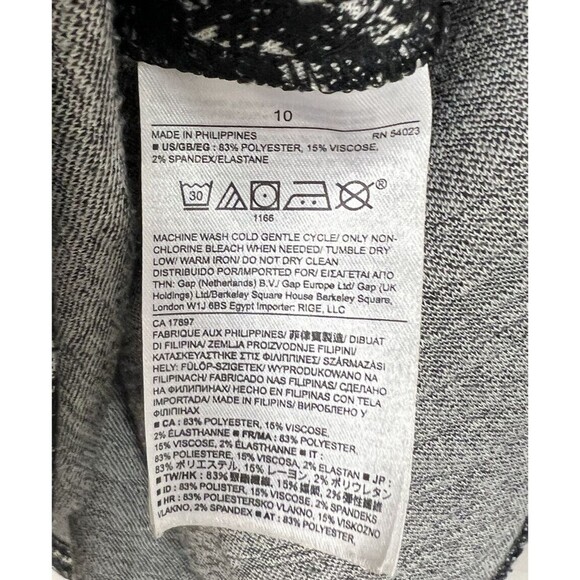 10
MADE IN PHILIPPINES RN 54023
■ US/GB/EG : 83% POLYESTER, 15% VISCOSE,
2% SPANDEX/ELASTANE
30
®
1166
MACHINE WASH COLD GENTLE CYCLE/ ONLY NON-
CHLORINE BLEACH WHEN NEEDED/ TUMBLE DRY
LOW/ WARM IRON/ DO NOT DRY CLEAN
DISTRIBUIDO POR/IMPORTED FOR/ ΕΙΣΑΓΕΤΑΙ ΑΠΟ
ΤΗΝ: Gap (Netherlands) B.V./ Gap Europe Ltd/ Gap (UK
Holdings) Ltd/Berkeley Square House Berkeley Square,
London W1J 6BS Egypt Importer: RIGE, LLC
CA 17897
FABRIQUE AUX PHILIPPINES/ 菲律賓製造/ DIBUAT
DI FILIPINA/ ZEMLJA PROIZVODNJE FILIPINI/
ΚΑΤΑΣΚΕΥΑΣΤΗΚΕ ΣΤΙΣ ΦΙΛΙΠΠΙΝΕΣ/ SZÁRMAZÁSI
HELY: FÜLÖP-SZIGETEK/ WYPRODUKOWANO NA
FILIPINACH/ FABRICADO NAS FILIPINAS/ СДЕЛАНО
НА ФИЛИПИНАХ/ HECHO EN FILIPINAS CON TELA
IMPORTADA/ MADE IN FILIPINS/ ВИРОБЛЕНО У
ФІЛІПІНАХ
■ CA : 83% POLYESTER, 15% VISCOSE,
2% ÉLASTHANNE ■ FR/MA : 83% POLYESTER,
15% VISCOSE, 2% ÉLASTHANNE ■ IT :
83% POLIESTERE, 15% VISCOSA, 2% ELASTAN ■ JP :
83% ポリエステル, 15% レーヨン, 2% ポリウレタン
■ TW/HK : 83% 聚酯纖維, 15% 嫘縈, 2% 彈性纖維
■ ID : 83% POLIESTER, 15% VISCOSE, 2% SPANDEKS
■ HR : 83% POLIESTERSKO VLAKNO, 15% VISKOZNO
VLAKNO, 2% SPANDEX ■ AT : 83% POLYESTER,